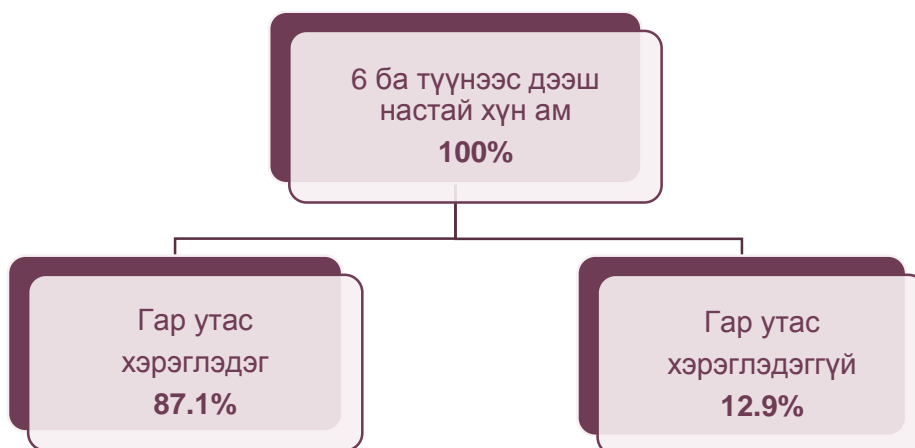 6 ба түүнээс дээш
настай хүн ам
100%
Гар утас
хэрэглэдэг
87.1%
Гар утас
хэрэглэдэггүй
12.9%